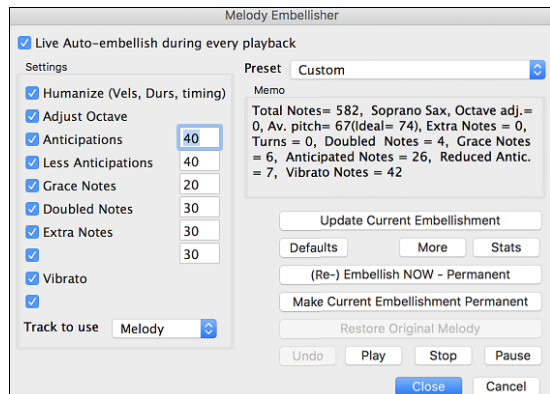 Melody Embellisher
Live Auto-embellish during every playback
Settings
Humanize (Vels, Durs, timing)
Adjust Octave
Anticipations 40
Less Anticipations 40
Grace Notes 20
Doubled Notes 30
Extra Notes 30
30
Vibrato
Track to use Melody
Preset Custom
Memo
Total Notes= 582, Soprano Sax, Octave adj.=
0, Av. pitch= 67(Ideal= 74), Extra Notes = 0,
Turns = 0, Doubled Notes = 4, Grace Notes
= 6, Anticipated Notes = 26, Reduced Antic.
= 7, Vibrato Notes = 42
Update Current Embellishment
Defaults More Stats
(Re-) Embellish NOW - Permanent
Make Current Embellishment Permanent
Restore Original Melody
Undo Play Stop Pause
Close Cancel